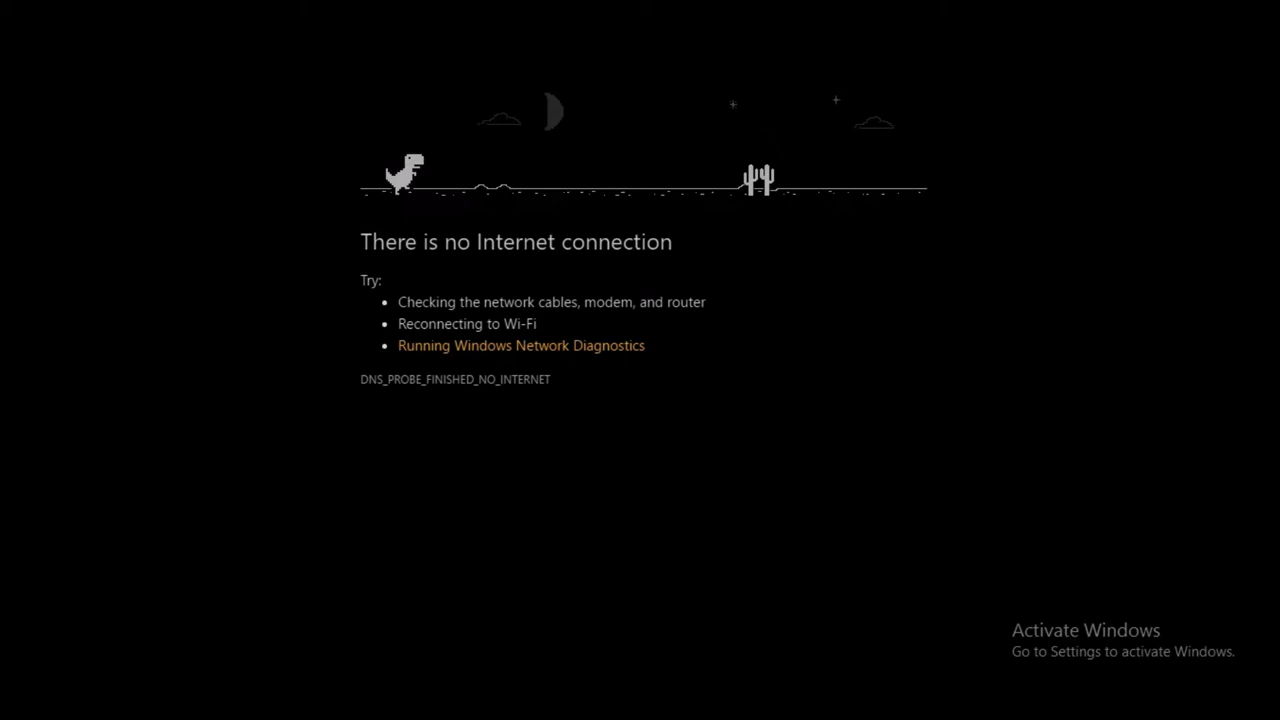 There is no Internet connection
Try:
Checking the network cables, modem, and router
Reconnecting to Wi-Fi
Running Windows Network Diagnostics
DNS_PROBE_FINISHED_NO_INTERNET
Activate Windows
Go to Settings to activate Windows.